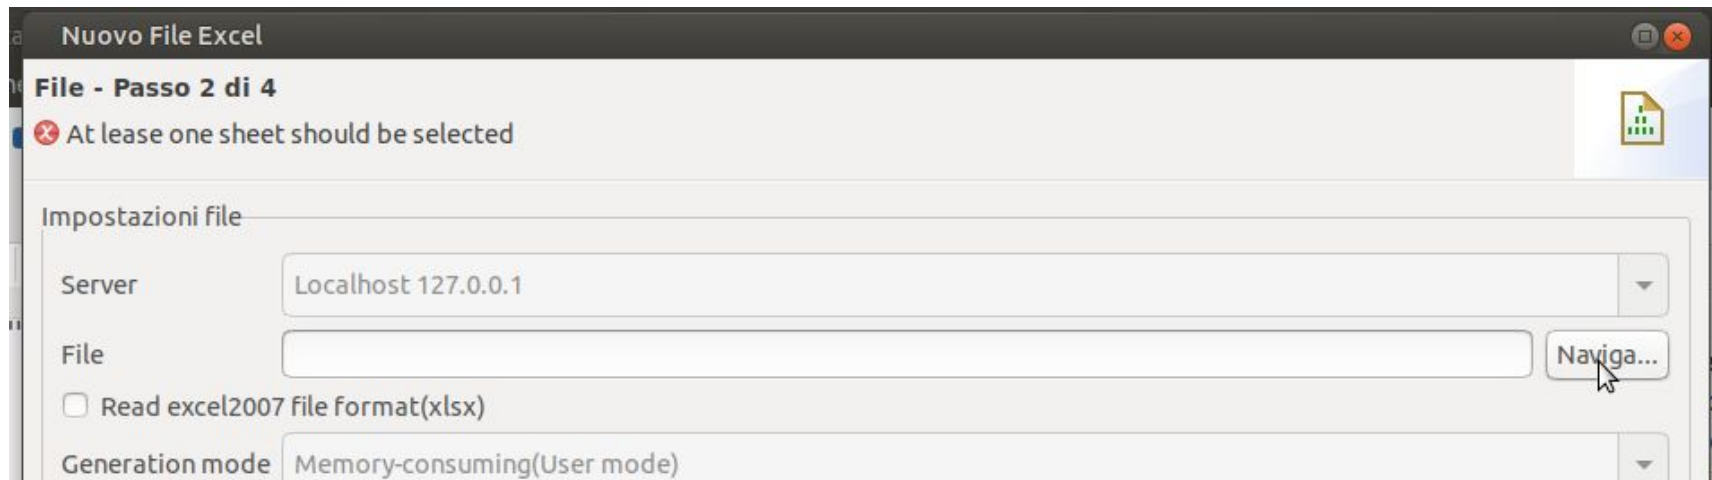 Nuovo File Excel
File - Passo 2 di 4
At lease one sheet should be selected
Impostazioni file
Server Localhost 127.0.0.1
File Naviga...
Read excel2007 file format(xlsx)
Generation mode Memory-consuming(User mode)